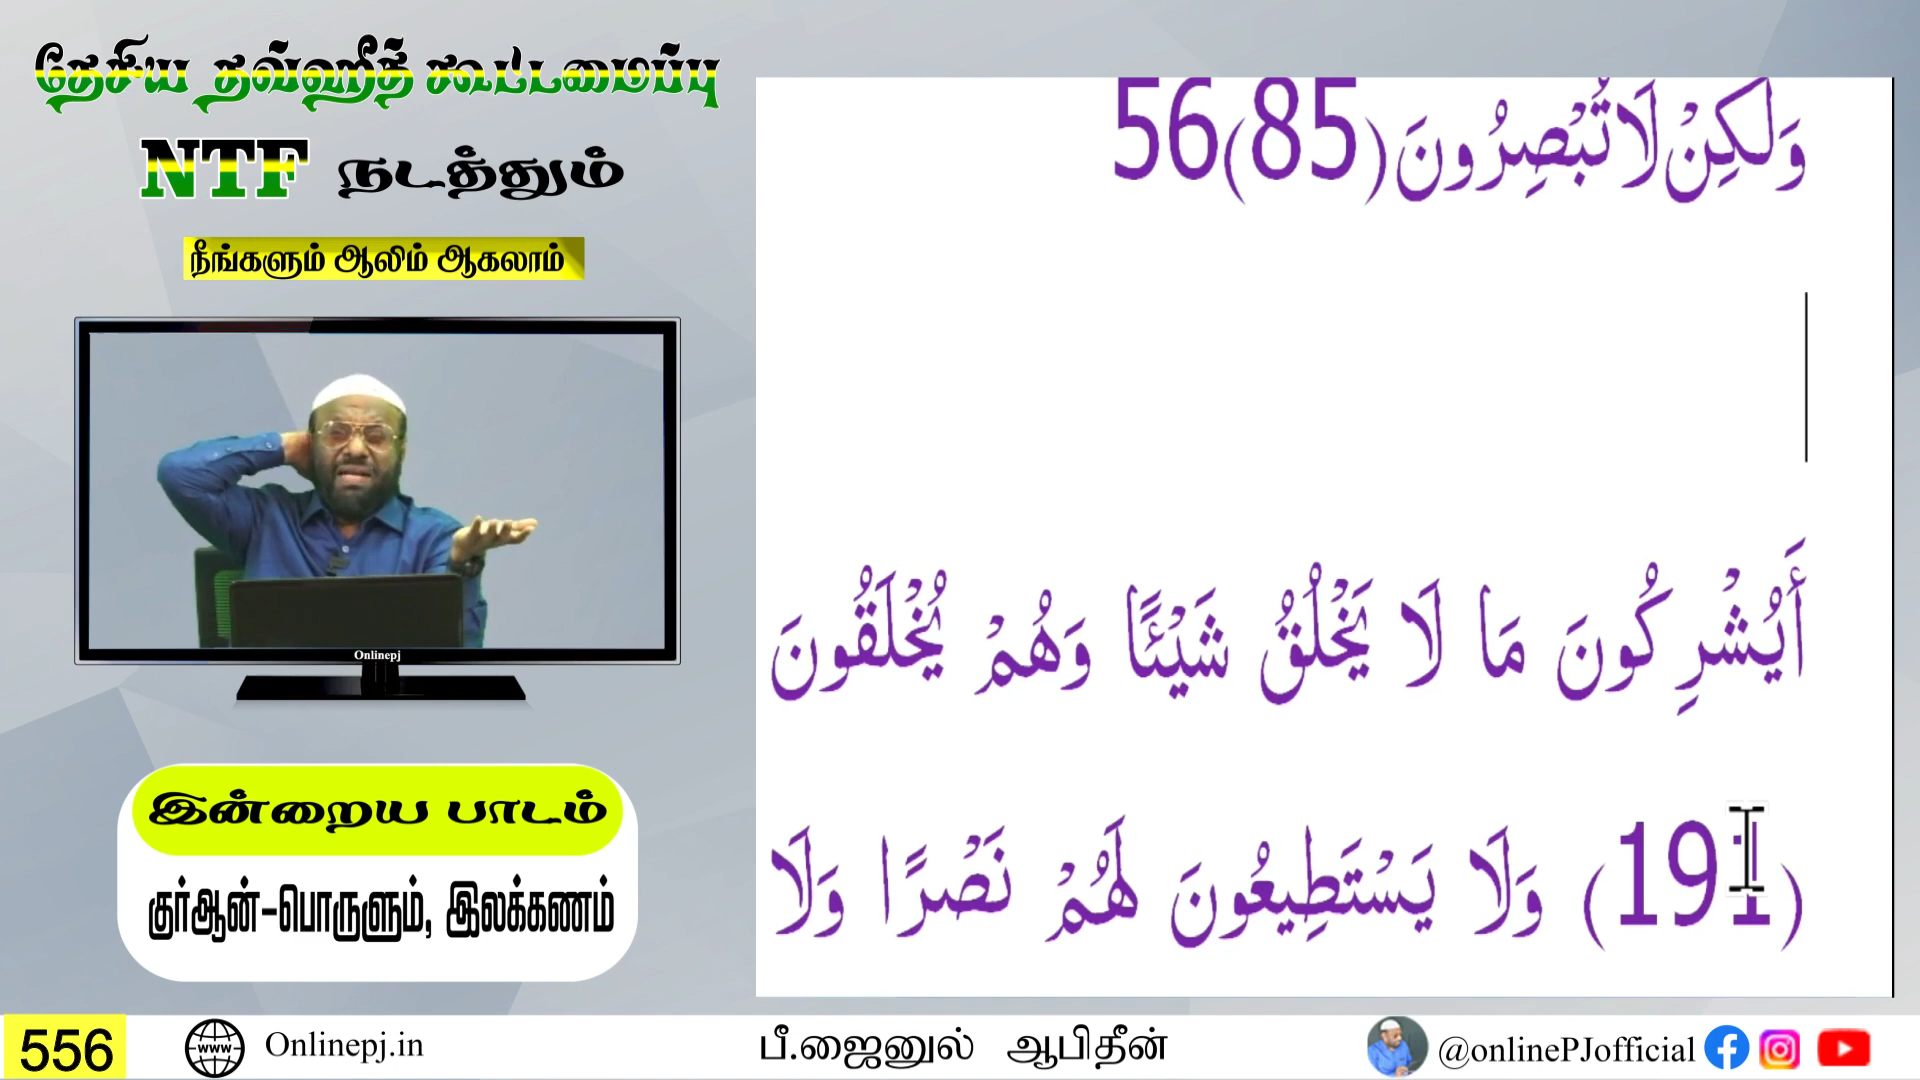 தேசிய தவ்ஹீத் கூட்டமைப்பு
NTF நடத்தும்
நீங்களும் ஆலிம் ஆகலாம்
Onlinepj
இன்றைய பாடம்
குர்ஆன்-பொருளும், இலக்கணம்
وَلَكِنْ لَا تُبْصِرُونَ (85) 56
أَيُشْرِكُونَ مَا لَا يَخْلُقُ شَيْئًا وَهُمْ يُخْلَقُونَ
(191) وَلَا يَسْتَطِيعُونَ لَهُمْ نَصْرًا وَلَا
556
www
Onlinepj.in
பீ.ஜைனுல் ஆபிதீன்
@onlinePJofficial